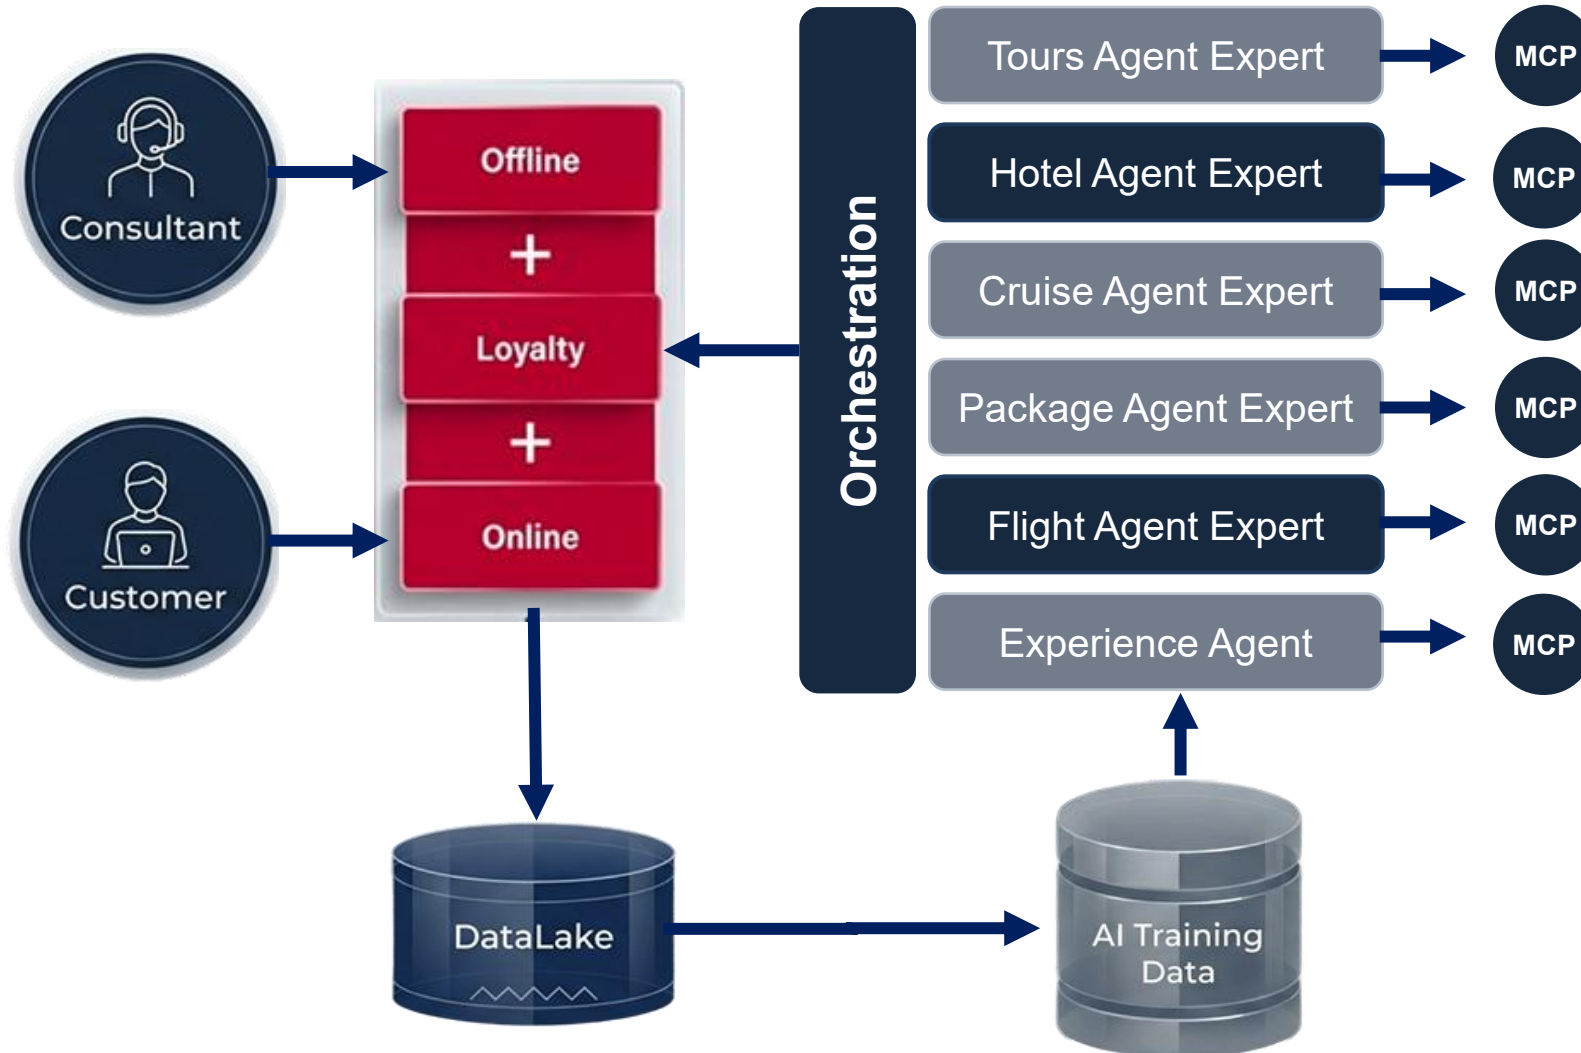 Consultant
Customer
Offline
+
Loyalty
+
Online
Orchestration
Tours Agent Expert
MCP
Hotel Agent Expert
MCP
Cruise Agent Expert
MCP
Package Agent Expert
MCP
Flight Agent Expert
MCP
Experience Agent
MCP
DataLake
AI Training
Data